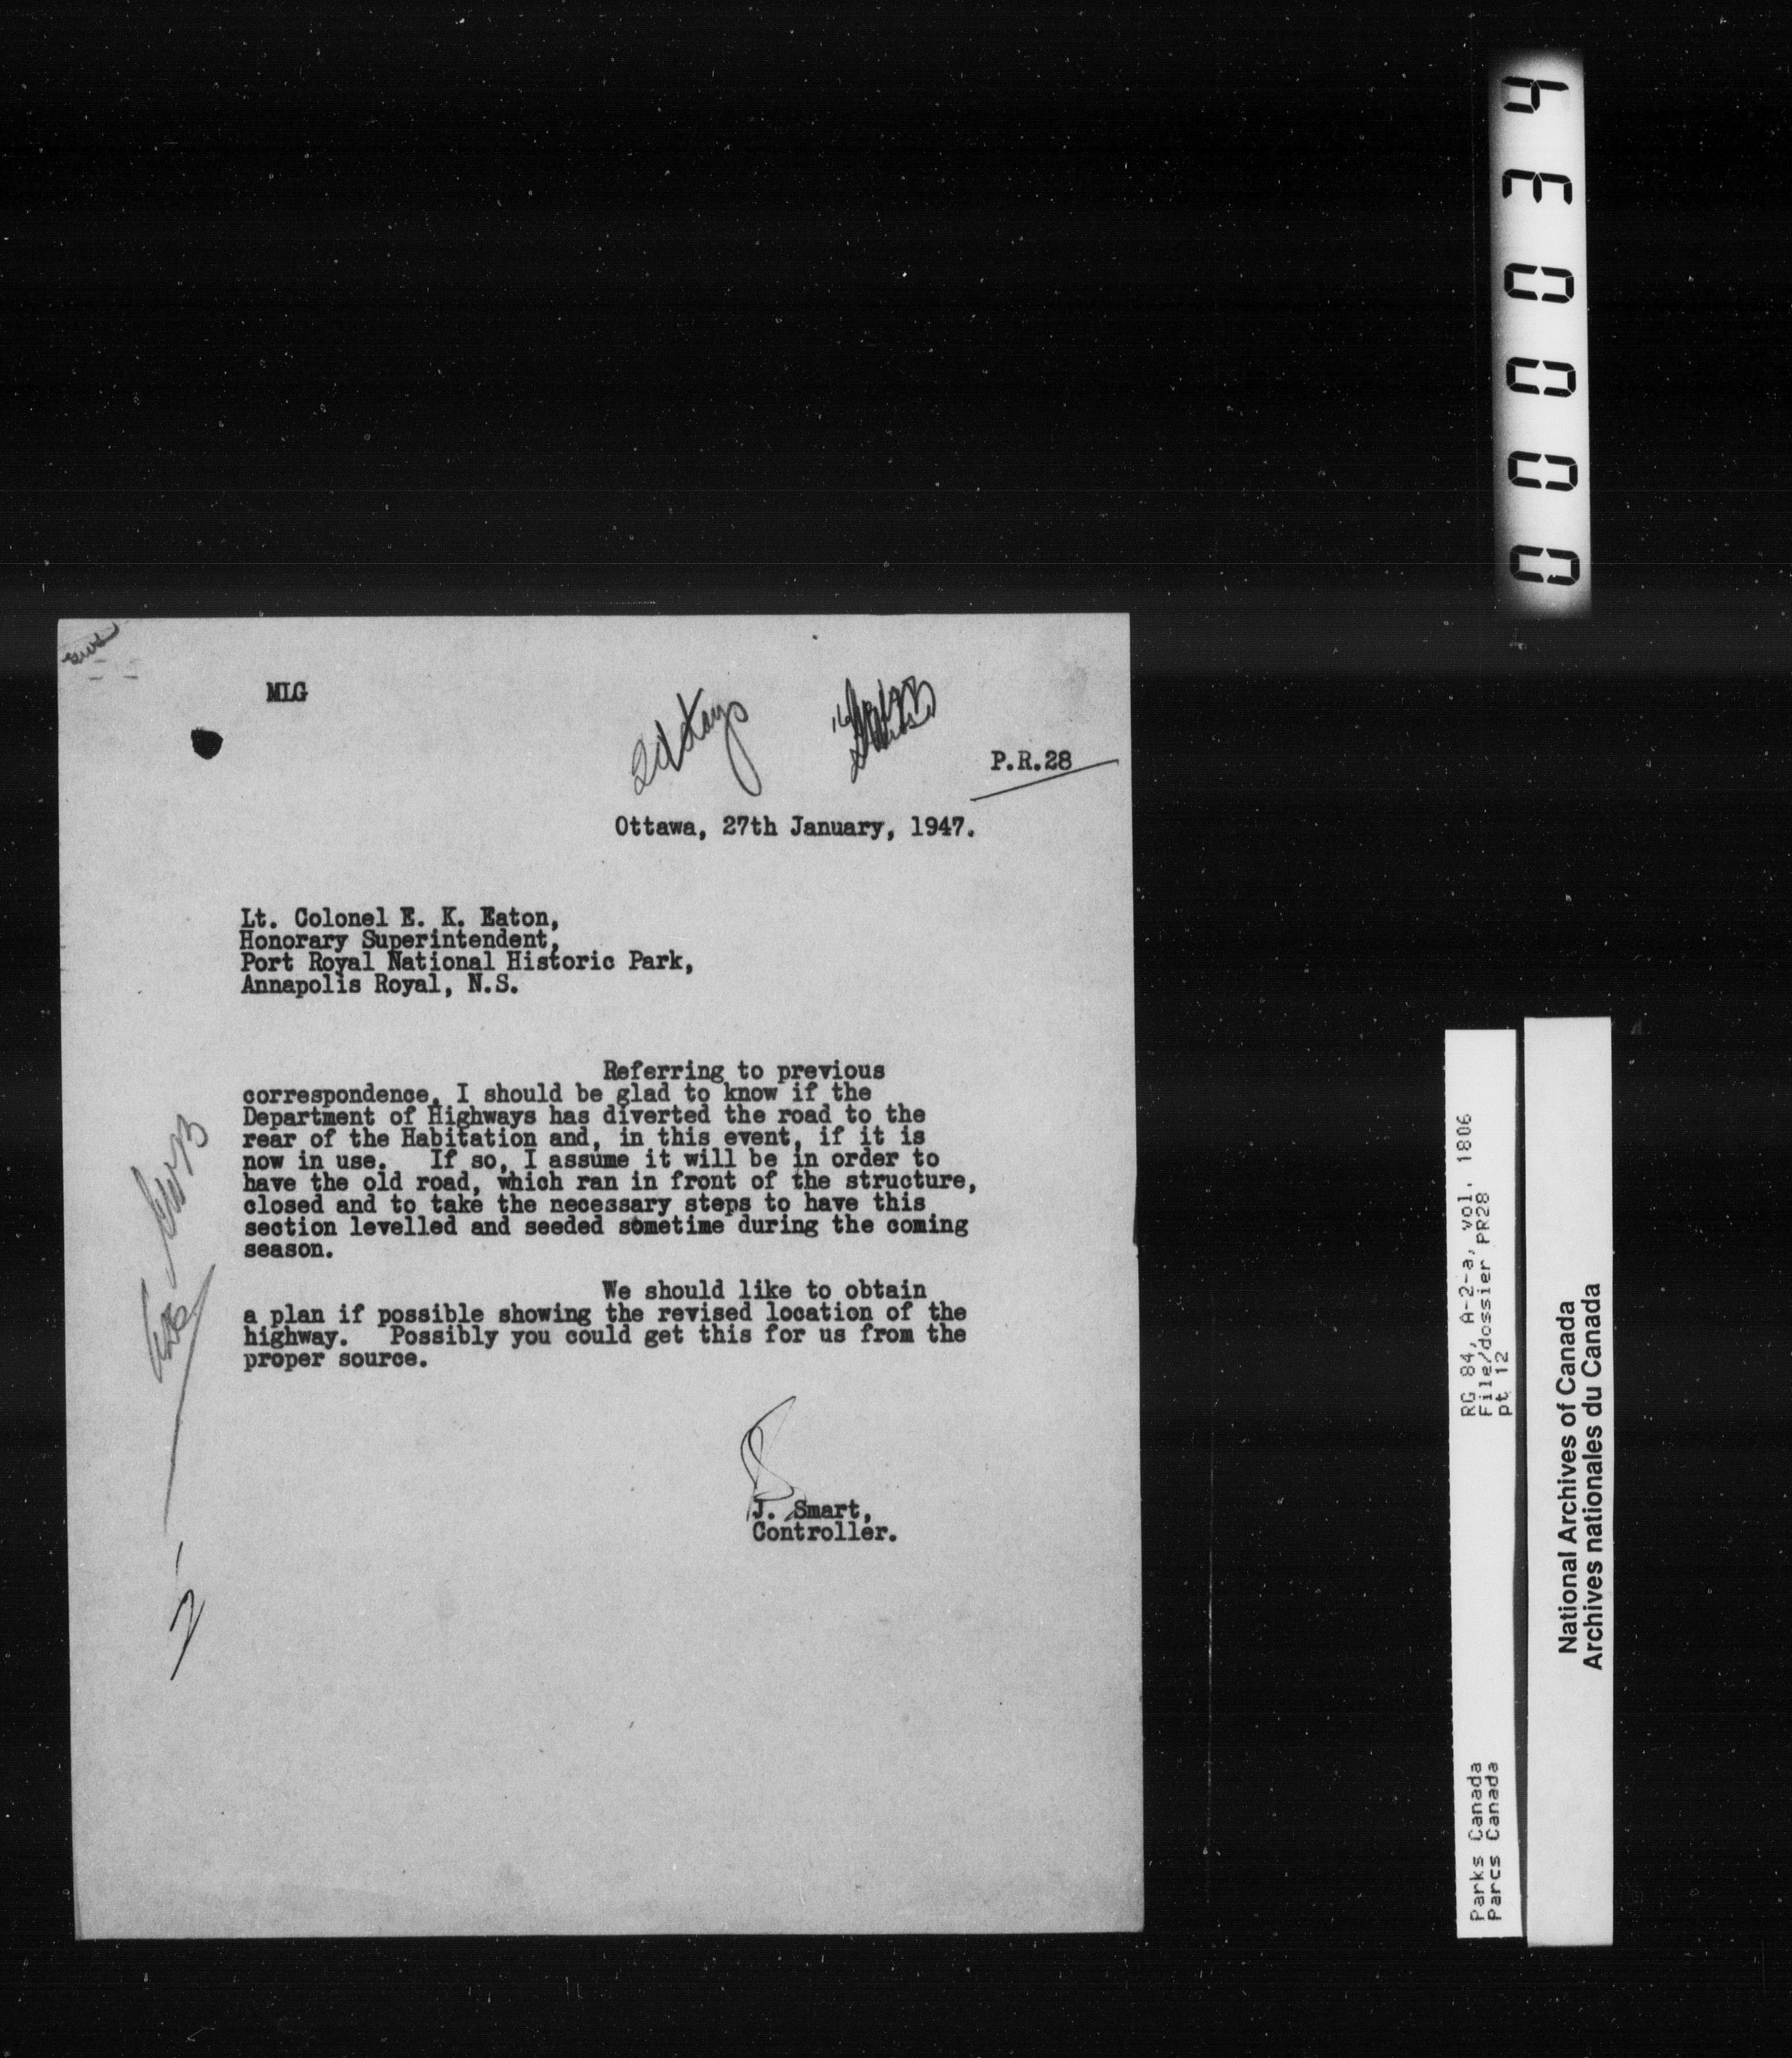 MLG
P.R.28
Ottawa, 27th January, 1947.
Lt. Colonel E. K. Eaton,
Honorary Superintendent,
Port Royal National Historic Park,
Annapolis Royal, N.S.
Referring to previous
correspondence, I should be glad to know if the
Department of Highways has diverted the road to the
rear of the Habitation and, in this event, if it is
now in use. If so, I assume it will be in order to
have the old road, which ran in front of the structure,
closed and to take the necessary steps to have this
section levelled and seeded sometime during the coming
season.
We should like to obtain
a plan if possible showing the revised location of the
highway. Possibly you could get this for us from the
proper source.
J. Smart,
Controller.
000034
RG 84, A-2-a, vol. 1806
File/dossier PR28
pt 12
Parks Canada
Parcs Canada
National Archives of Canada
Archives nationales du Canada